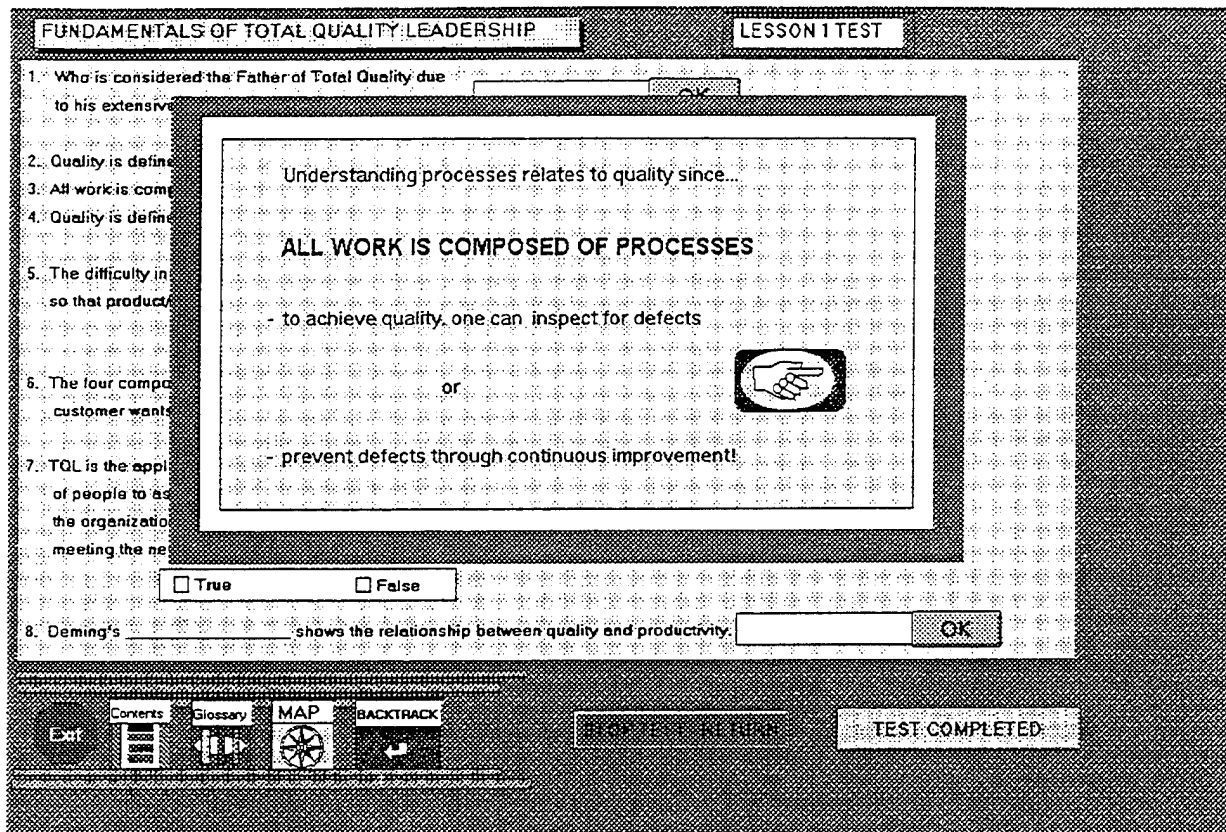 FUNDAMENTALS OF TOTAL QUALITY LEADERSHIP
LESSON 1 TEST
1. Who is considered the Father of Total Quality due
to his extensive
OK
2. Quality is define
3. All work is comp
4. Quality is define
5. The difficulty in
so that product/
6. The four compo
customer wants
7. TQL is the appl
of people to as
the organizatio
meeting the ne
Understanding processes relates to quality since...
ALL WORK IS COMPOSED OF PROCESSES
- to achieve quality, one can inspect for defects
or
- prevent defects through continuous improvement!
True False
8. Deming's ____________ shows the relationship between quality and productivity.
OK
Exit
Contents
Glossary
MAP
BACKTRACK
TEST COMPLETED